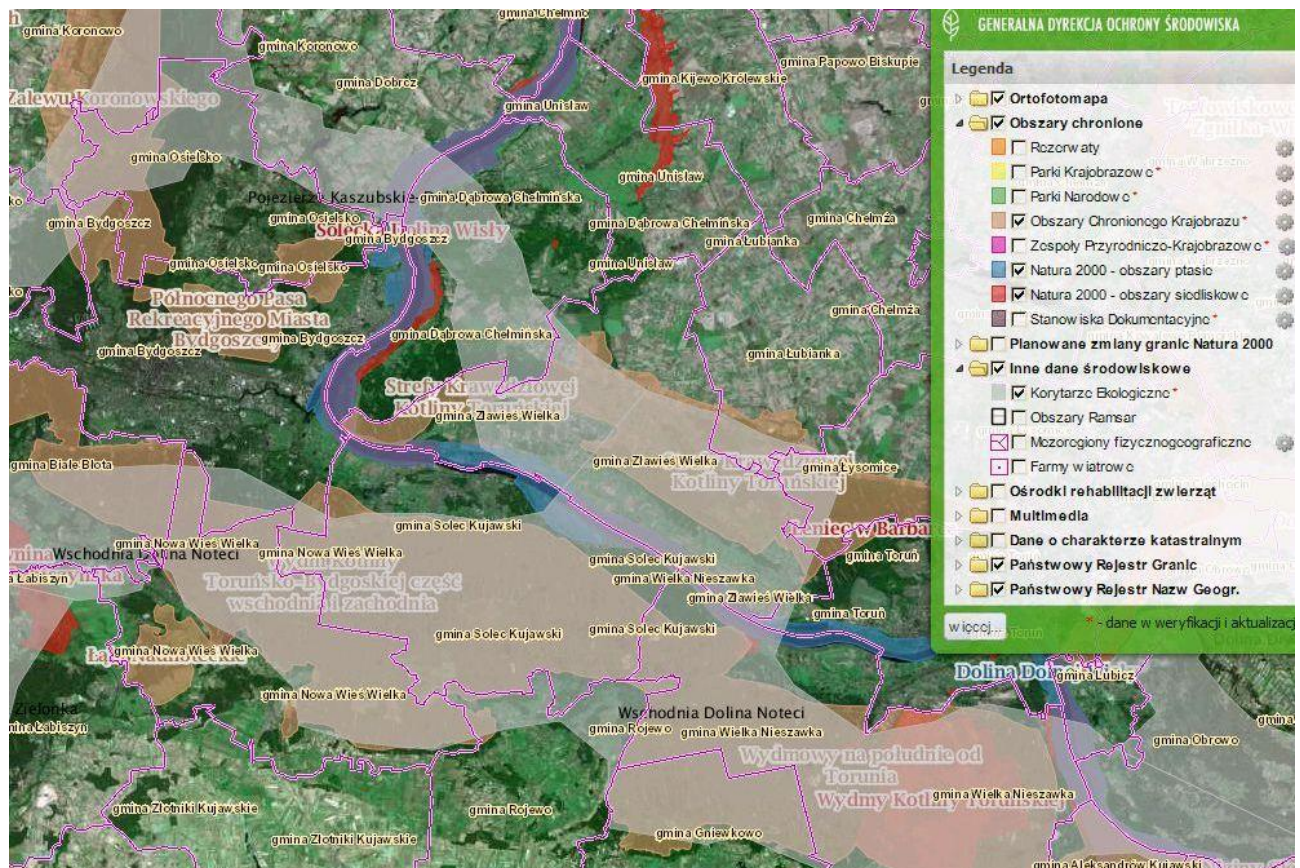 GENERALNA DYREKCJA OCHRONY ŚRODOWISKA
Legenda
Ortofotomapa
Obszary chronione
Rezerwaty
Parki Krajobrazowe *
Parki Narodowe *
Obszary Chronionego Krajobrazu *
Zespoły Przyrodniczo-Krajobrazowe *
Natura 2000 - obszary ptasie
Natura 2000 - obszary siedliskowe
Stanowiska Dokumentacyjne *
Planowane zmiany granic Natura 2000
Inne dane środowiskowe
Korytarze Ekologiczne *
Obszary Ramsar
Mezoregiony fizycznogeograficzne
Farmy wiatrowe
Ośrodki rehabilitacji zwierząt
Multimedia
Dane o charakterze katastralnym
Państwowy Rejestr Granic
Państwowy Rejestr Nazw Geogr.
więcej...
* - dane w weryfikacji i aktualizacji
gmina Chełmno
gmina Koronowo
gmina Koronowo
gmina Dobrcz
gmina Kijewo Królewskie
gmina Papowo Biskupie
Zalewu Koronowskiego
gmina Unisław
gmina Osielsko
gmina Unisław
Pojezierze Kaszubskie
gmina Dąbrowa Chełmińska
gmina Bydgoszcz
gmina Osielsko
Solecka Dolina Wisły
gmina Bydgoszcz
gmina Dąbrowa Chełmińska
gmina Chełmża
gmina Łubianka
gmina Osielsko
gmina Osielsko
gmina Unisław
Północnego Pasa
Rekreacyjnego Miasta
Bydgoszczy
gmina Bydgoszcz
gmina Bydgoszcz
gmina Dąbrowa Chełmińska
gmina Chełmża
gmina Łubianka
Strefy Krawędziowej
Kotliny Toruńskiej
gmina Zławieś Wielka
gmina Białe Błota
gmina Zławieś Wielka
Krawędziowej
Kotliny Toruńskiej
gmina Łysomice
gmina Solec Kujawski
gmina Toruń
gmina Nowa Wieś Wielka
Wschodnia Dolina Noteci
gmina Nowa Wieś Wielka
gmina Solec Kujawski
gmina Wielka Nieszawka
Wydm Kotliny
Toruńsko-Bydgoskiej część
wschodnia i zachodnia
gmina Łabiszyn
gmina Zławieś Wielka
gmina Toruń
gmina Solec Kujawski
gmina Solec Kujawski
gmina Nowa Wieś Wielka
Łąki Nadnoteckie
gmina Lubicz
gmina Nowa Wieś Wielka
Zielonka
gmina Łabiszyn
Wschodnia Dolina Noteci
gmina Rojewo
gmina Wielka Nieszawka
gmina Obrowo
Wydmowy na południe od
Torunia
Wydmy Kotliny Toruńskiej
gmina Wielka Nieszawka
gmina Złotniki Kujawskie
gmina Rojewo
gmina Złotniki Kujawskie
gmina Gniewkowo
gmina Aleksandrów Kujawski